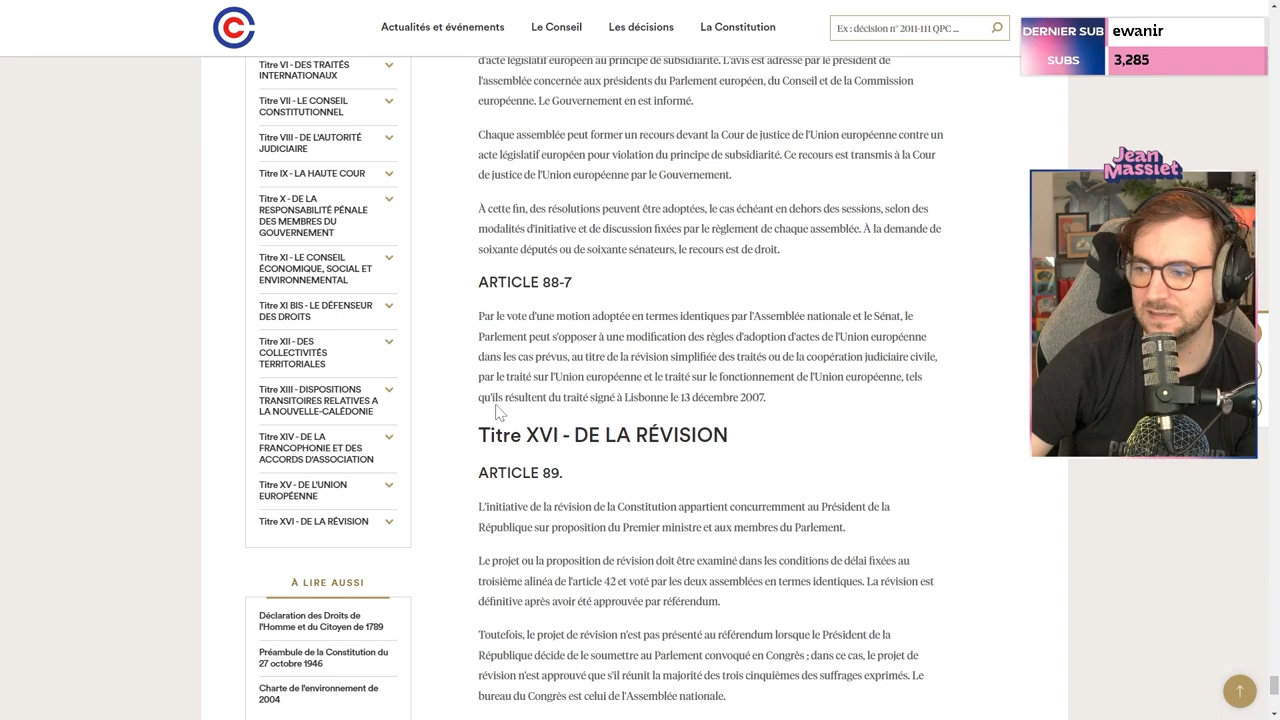 Actualités et événements
Le Conseil
Les décisions
La Constitution
Ex : décision n° 2011-111 QPC ...
DERNIER SUB
ewanir
SUBS
3,285
Jean
Massiet
Titre VI - DES TRAITÉS
INTERNATIONAUX
Titre VII - LE CONSEIL
CONSTITUTIONNEL
Titre VIII - DE L'AUTORITÉ
JUDICIAIRE
Titre IX - LA HAUTE COUR
Titre X - DE LA
RESPONSABILITÉ PÉNALE
DES MEMBRES DU
GOUVERNEMENT
Titre XI - LE CONSEIL
ÉCONOMIQUE, SOCIAL ET
ENVIRONNEMENTAL
Titre XI BIS - LE DÉFENSEUR
DES DROITS
Titre XII - DES
COLLECTIVITÉS
TERRITORIALES
Titre XIII - DISPOSITIONS
TRANSITOIRES RELATIVES A
LA NOUVELLE-CALÉDONIE
Titre XIV - DE LA
FRANCOPHONIE ET DES
ACCORDS D'ASSOCIATION
Titre XV - DE L'UNION
EUROPÉENNE
Titre XVI - DE LA RÉVISION
À LIRE AUSSI
Déclaration des Droits de
l'Homme et du Citoyen de 1789
Préambule de la Constitution du
27 octobre 1946
Charte de l'environnement de
2004
d'acte législatif européen au principe de subsidiarité. L'avis est adressé par le président de
l'assemblée concernée aux présidents du Parlement européen, du Conseil et de la Commission
européenne. Le Gouvernement en est informé.
Chaque assemblée peut former un recours devant la Cour de justice de l'Union européenne contre un
acte législatif européen pour violation du principe de subsidiarité. Ce recours est transmis à la Cour
de justice de l'Union européenne par le Gouvernement.
À cette fin, des résolutions peuvent être adoptées, le cas échéant en dehors des sessions, selon des
modalités d'initiative et de discussion fixées par le règlement de chaque assemblée. À la demande de
soixante députés ou de soixante sénateurs, le recours est de droit.
ARTICLE 88-7
Par le vote d'une motion adoptée en termes identiques par l'Assemblée nationale et le Sénat, le
Parlement peut s'opposer à une modification des règles d'adoption d'actes de l'Union européenne
dans les cas prévus, au titre de la révision simplifiée des traités ou de la coopération judiciaire civile,
par le traité sur l'Union européenne et le traité sur le fonctionnement de l'Union européenne, tels
qu'ils résultent du traité signé à Lisbonne le 13 décembre 2007.
Titre XVI - DE LA RÉVISION
ARTICLE 89.
L'initiative de la révision de la Constitution appartient concurremment au Président de la
République sur proposition du Premier ministre et aux membres du Parlement.
Le projet ou la proposition de révision doit être examiné dans les conditions de délai fixées au
troisième alinéa de l'article 42 et voté par les deux assemblées en termes identiques. La révision est
définitive après avoir été approuvée par référendum.
Toutefois, le projet de révision n'est pas présenté au référendum lorsque le Président de la
République décide de le soumettre au Parlement convoqué en Congrès ; dans ce cas, le projet de
révision n'est approuvé que s'il réunit la majorité des trois cinquièmes des suffrages exprimés. Le
bureau du Congrès est celui de l'Assemblée nationale.